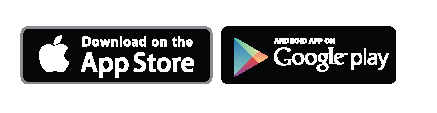 Download on the
App Store
ANDROID APP ON
Google play